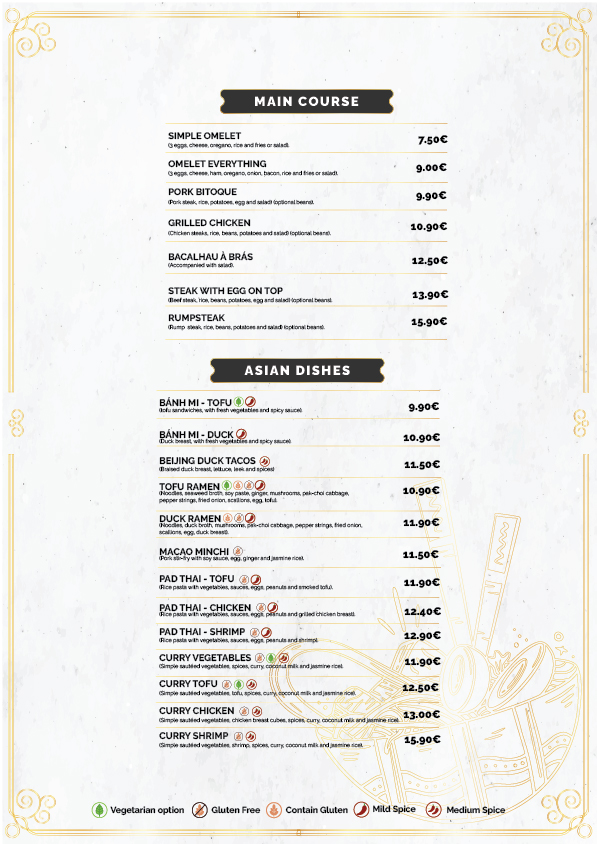 MAIN COURSE
SIMPLE OMELET 7.50€
(3 eggs, cheese, oregano, rice and fries or salad).
OMELET EVERYTHING 9.00€
(3 eggs, cheese, ham, oregano, onion, bacon, rice and fries or salad).
PORK BITOQUE 9.90€
(Pork steak, rice, potatoes, egg and salad) (optional beans).
GRILLED CHICKEN 10.90€
(Chicken steaks, rice, beans, potatoes and salad) (optional beans).
BACALHAU À BRÁS 12.50€
(Accompanied with salad).
STEAK WITH EGG ON TOP 13.90€
(Beef steak, rice, beans, potatoes, egg and salad) (optional beans).
RUMPSTEAK 15.90€
(Rump steak, rice, beans, potatoes and salad) (optional beans).
ASIAN DISHES
BÁNH MI - TOFU 9.90€
(tofu sandwiches, with fresh vegetables and spicy sauce).
BÁNH MI - DUCK 10.90€
(Duck breast, with fresh vegetables and spicy sauce).
BEIJING DUCK TACOS 11.50€
(Braised duck breast, lettuce, leek and spices)
TOFU RAMEN 10.90€
(Noodles, seaweed broth, soy paste, ginger, mushrooms, pak-choi cabbage,
pepper strings, fried onion, scallions, egg, tofu).
DUCK RAMEN 11.90€
(Noodles, duck broth, mushrooms, pak-choi cabbage, pepper strings, fried onion,
scallions, egg, duck breast).
MACAO MINCHI 11.50€
(Pork stir-fry with soy sauce, egg, ginger and jasmine rice).
PAD THAI - TOFU 11.90€
(Rice pasta with vegetables, sauces, eggs, peanuts and smoked tofu).
PAD THAI - CHICKEN 12.40€
(Rice pasta with vegetables, sauces, eggs, peanuts and grilled chicken breast).
PAD THAI - SHRIMP 12.90€
(Rice pasta with vegetables, sauces, eggs, peanuts and shrimp).
CURRY VEGETABLES 11.90€
(Simple sautéed vegetables, spices, curry, coconut milk and jasmine rice).
CURRY TOFU 12.50€
(Simple sautéed vegetables, tofu, spices, curry, coconut milk and jasmine rice).
CURRY CHICKEN 13.00€
(Simple sautéed vegetables, chicken breast cubes, spices, curry, coconut milk and jasmine rice).
CURRY SHRIMP 15.90€
(Simple sautéed vegetables, shrimp, spices, curry, coconut milk and jasmine rice).
Vegetarian option Gluten Free Contain Gluten Mild Spice Medium Spice